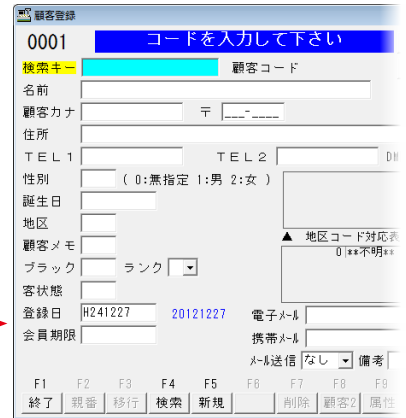 顧客登録
0001 コードを入力して下さい
検索キー 顧客コード
名前
顧客カナ 〒 ___-____
住所
TEL1 TEL2 DM
性別 ( 0:無指定 1:男 2:女 )
誕生日
地区
▲ 地区コード対応表
顧客メモ
0 **不明**
ブラック ランク
客状態
登録日 H241227 20121227 電子メール
会員期限 携帯メール
メール送信 なし 備考
F1 F2 F3 F4 F5 F6 F7 F8 F9
終了 親番 移行 検索 新規 削除 顧客2 属性